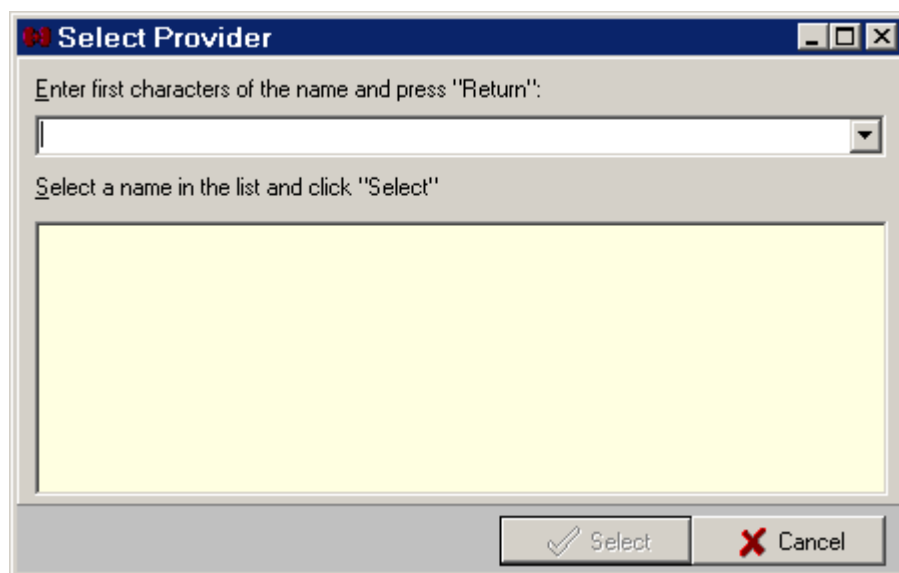 Select Provider
Enter first characters of the name and press "Return":
Select a name in the list and click "Select"
Select
Cancel